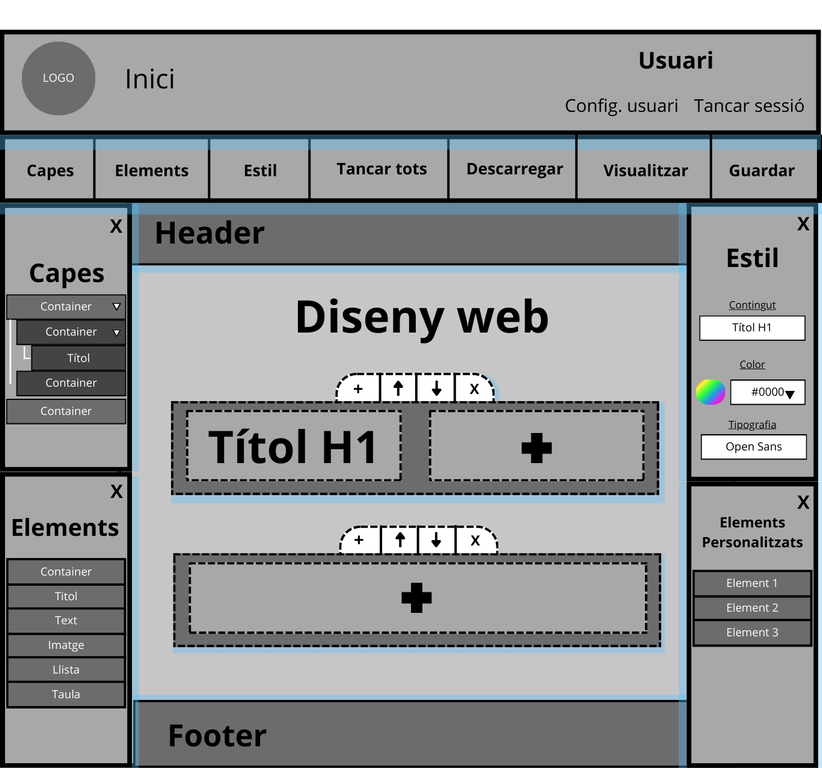 LOGO
Inici
Usuari
Config. usuari Tancar sessió
Capes Elements Estil Tancar tots Descarregar Visualitzar Guardar
X
Capes
Container
Container
Títol
Container
Container
X
Elements
Container
Titol
Text
Imatge
Llista
Taula
Header
Diseny web
+ X
Títol H1
+ X
Footer
X
Estil
Contingut
Títol H1
Color
#0000
Tipografia
Open Sans
X
Elements
Personalitzats
Element 1
Element 2
Element 3